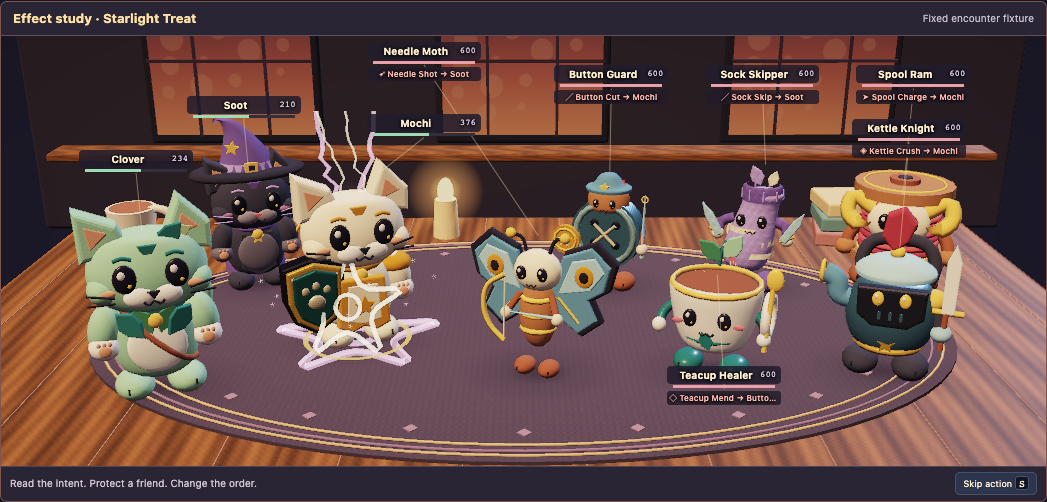 Effect study · Starlight Treat
Fixed encounter fixture
Needle Moth 600
Needle Shot → Soot
Button Guard 600
Button Cut → Mochi
Sock Skipper 600
Sock Skip → Soot
Spool Ram 600
Spool Charge → Mochi
Soot 210
Mochi 376
Kettle Knight 600
Kettle Crush → Mochi
Clover 234
Teacup Healer 600
Teacup Mend → Butto...
Read the intent. Protect a friend. Change the order.
Skip action S